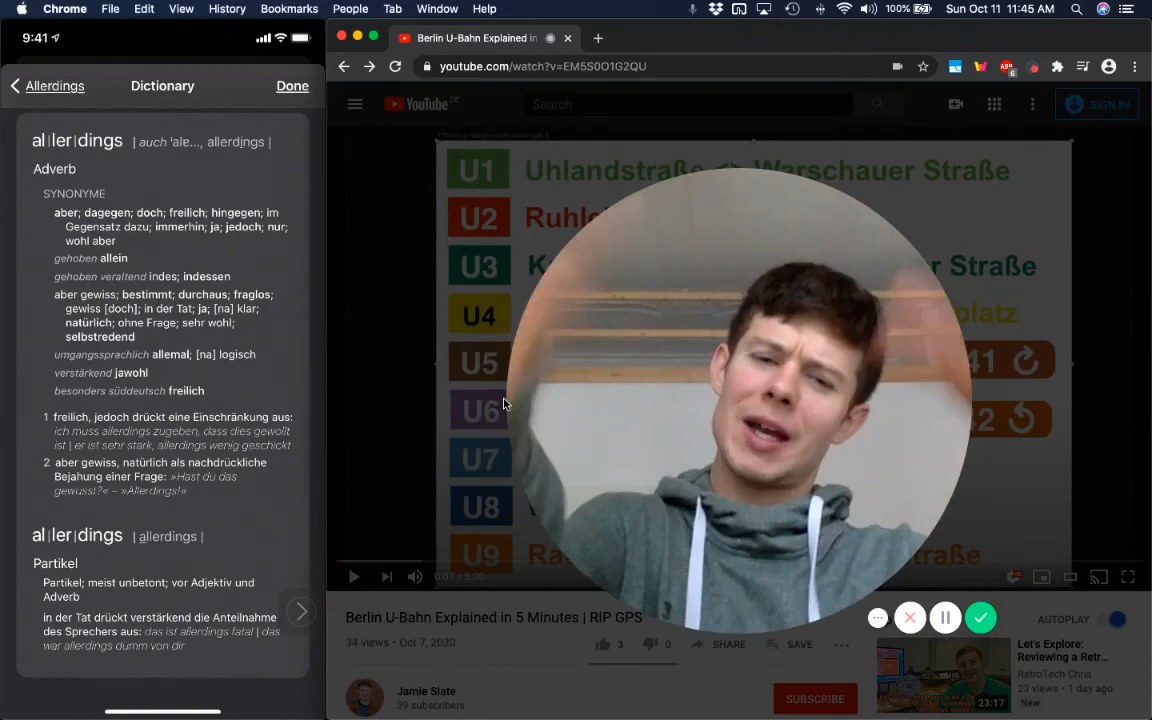 Chrome File Edit View History Bookmarks People Tab Window Help
100% Sun Oct 11 11:45 AM
9:41
Allerdings Dictionary Done
al|ler|dings | auch 'ale..., allerdings |
Adverb
SYNONYME
aber; dagegen; doch; freilich; hingegen; im
Gegensatz dazu; immerhin; ja; jedoch; nur;
wohl aber
gehoben allein
gehoben veraltend indes; indessen
aber gewiss; bestimmt; durchaus; fraglos;
gewiss [doch]; in der Tat; ja; [na] klar;
natürlich; ohne Frage; sehr wohl;
selbstredend
umgangssprachlich allemal; [na] logisch
verstärkend jawohl
besonders süddeutsch freilich
1 freilich, jedoch drückt eine Einschränkung aus:
ich muss allerdings zugeben, dass dies gewollt
ist | er ist sehr stark, allerdings wenig geschickt
2 aber gewiss, natürlich als nachdrückliche
Bejahung einer Frage: »Hast du das
gewusst?« – »Allerdings!«
al|ler|dings | allerdings |
Partikel
Partikel; meist unbetont; vor Adjektiv und
Adverb
in der Tat drückt verstärkend die Anteilnahme
des Sprechers aus: das ist allerdings fatal | das
war allerdings dumm von dir
Berlin U-Bahn Explained in
youtube.com/watch?v=EM5S0O1G2QU
6
YouTube DE
Search
SIGN IN
U1 Uhlandstraße <> Warschauer Straße
U2 Ruhle
U3 K r Straße
U4 platz
U5 41
U6 2
U7
U8
U9 Ra straße
0:01 / 5:00
Berlin U-Bahn Explained in 5 Minutes | RIP GPS
34 views • Oct 7, 2020
3 0 SHARE SAVE
Jamie Slate
39 subscribers
SUBSCRIBE
AUTOPLAY
Let's Explore:
Reviewing a Retr...
RetroTech Chris
23 views • 1 day ago
New
23:17